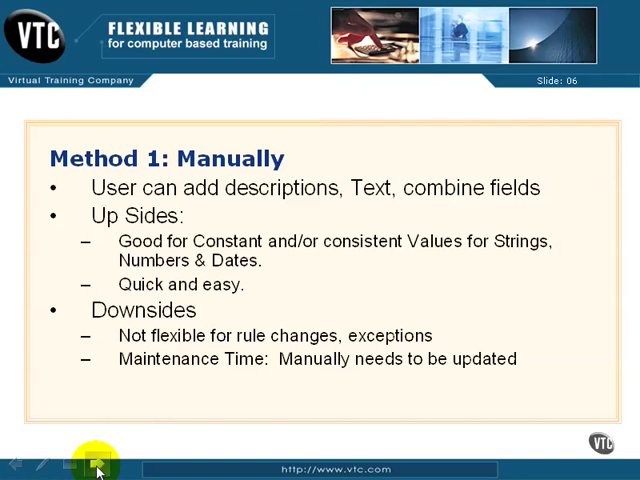 VTC
FLEXIBLE LEARNING
for computer based training
Virtual Training Company
Slide: 06
Method 1: Manually
• User can add descriptions, Text, combine fields
• Up Sides:
– Good for Constant and/or consistent Values for Strings,
Numbers & Dates.
– Quick and easy.
• Downsides
– Not flexible for rule changes, exceptions
– Maintenance Time: Manually needs to be updated
VTC
http://www.vtc.com